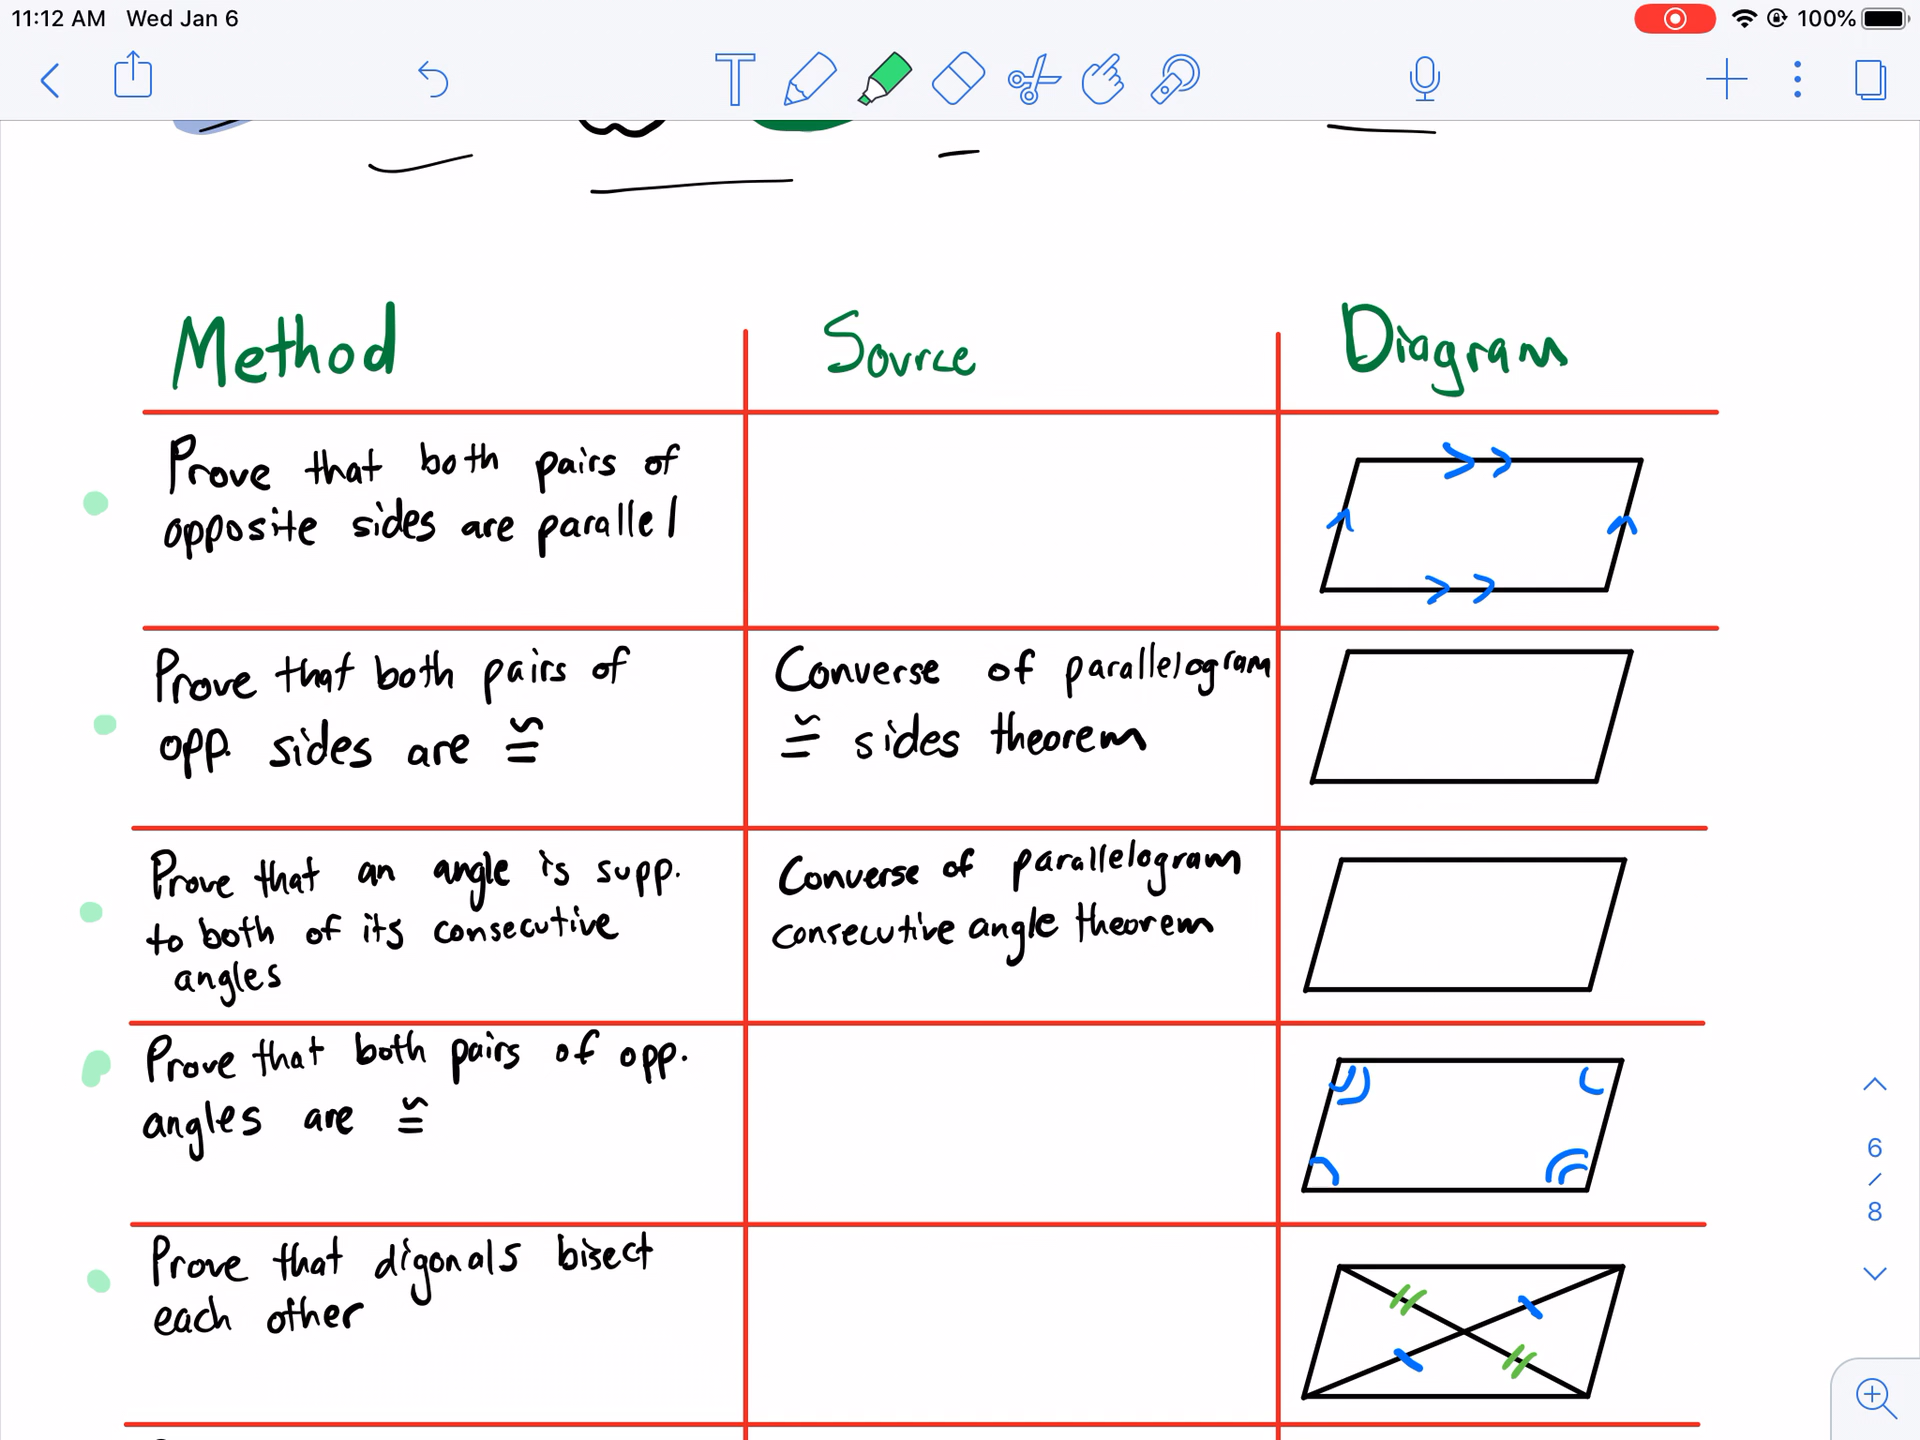 11:12 AM Wed Jan 6
100%
Method Source Diagram
Prove that both pairs of
opposite sides are parallel
Prove that both pairs of
opp. sides are ≅
Converse of parallelogram
≅ sides theorem
Prove that an angle is supp.
to both of its consecutive
angles
Converse of parallelogram
consecutive angle theorem
Prove that both pairs of opp.
angles are ≅
Prove that digonals bisect
each other
6
/
8